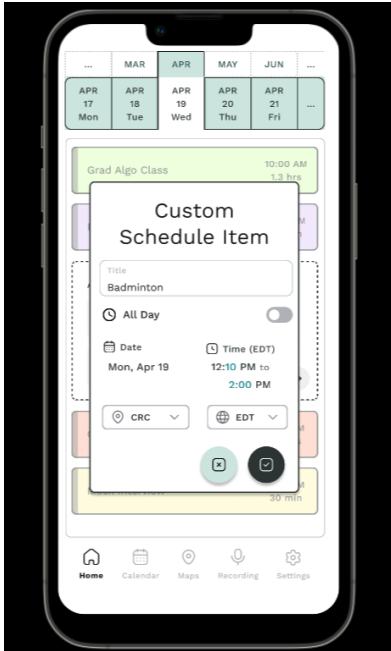 ... MAR APR MAY JUN ...
APR APR APR APR APR
17 18 19 20 21 ...
Mon Tue Wed Thu Fri
Grad Algo Class
10:00 AM
1.3 hrs
Custom
Schedule Item
Title
Badminton
All Day
Date
Time (EDT)
Mon, Apr 19
12:10 PM to
2:00 PM
CRC
EDT
30 min
Home Calendar Maps Recording Settings